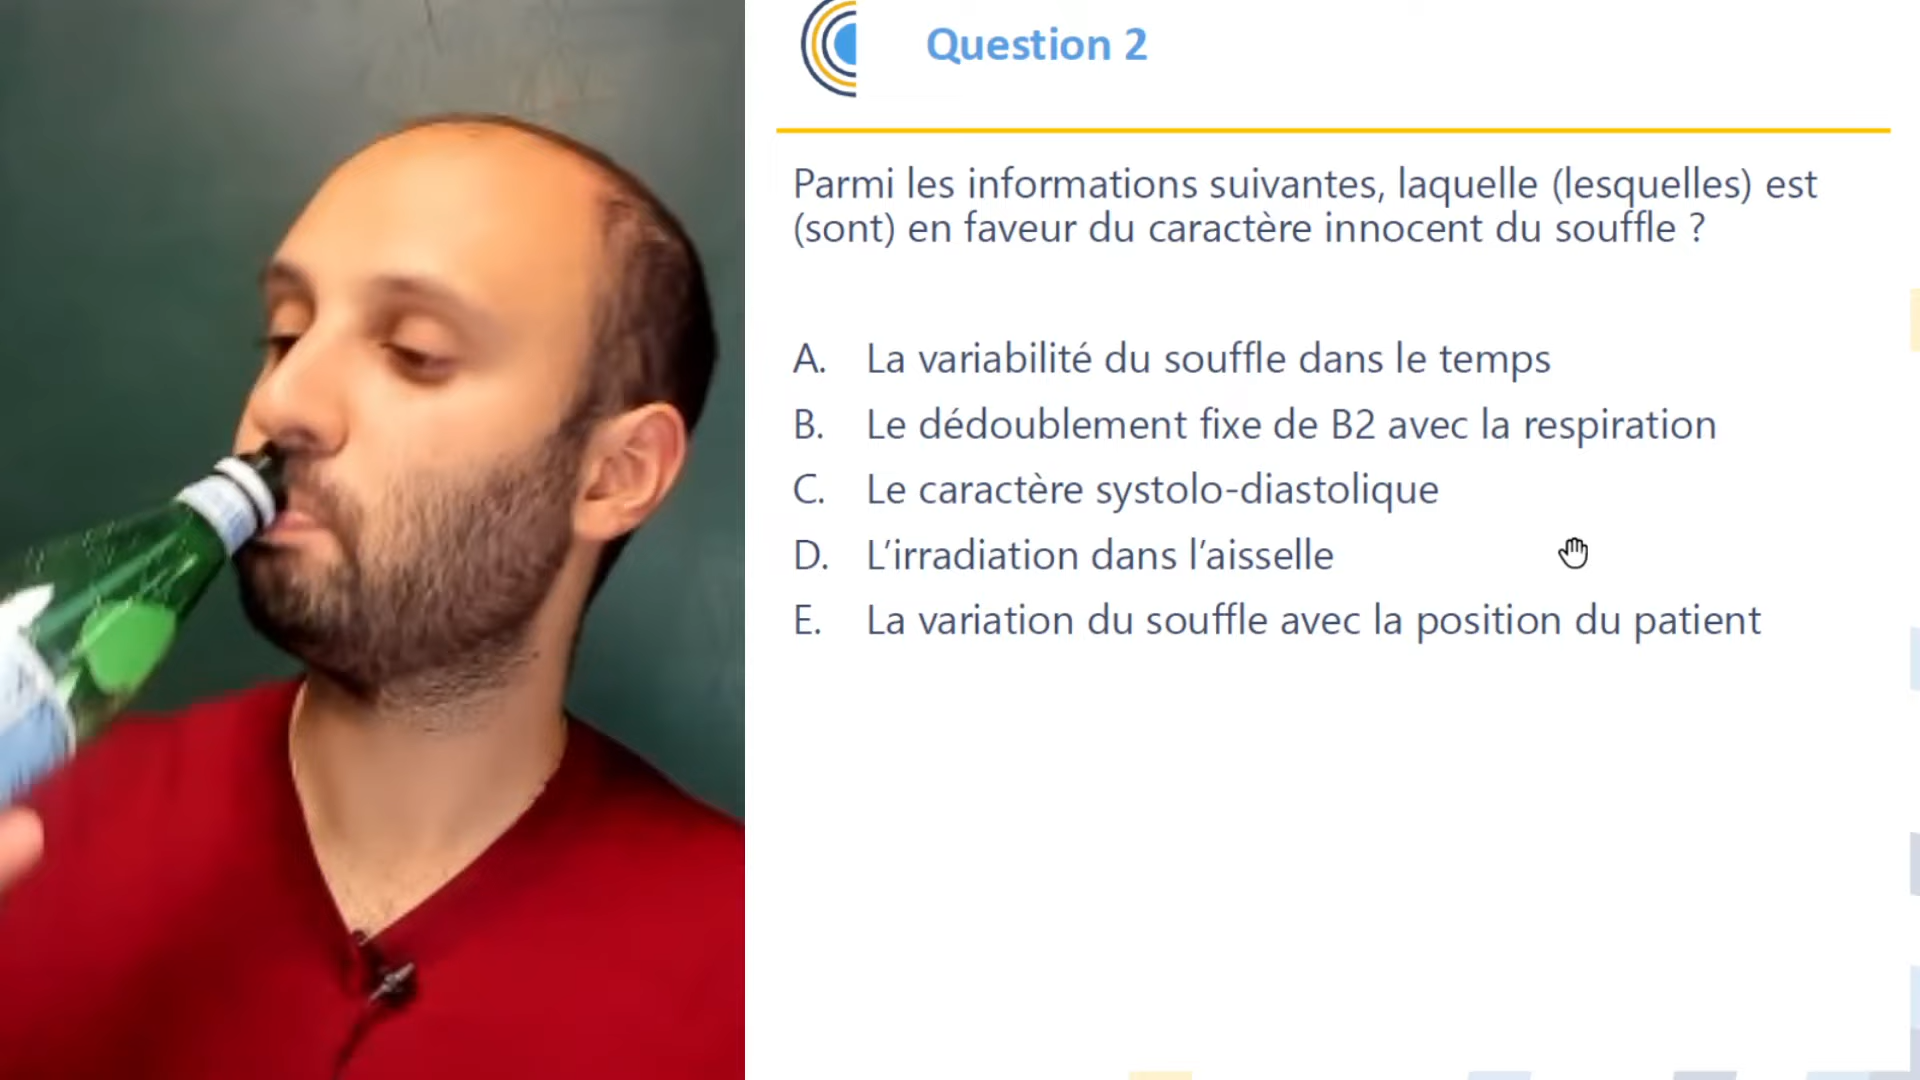 Question 2
Parmi les informations suivantes, laquelle (lesquelles) est
(sont) en faveur du caractère innocent du souffle ?
A. La variabilité du souffle dans le temps
B. Le dédoublement fixe de B2 avec la respiration
C. Le caractère systolo-diastolique
D. L’irradiation dans l’aisselle
E. La variation du souffle avec la position du patient